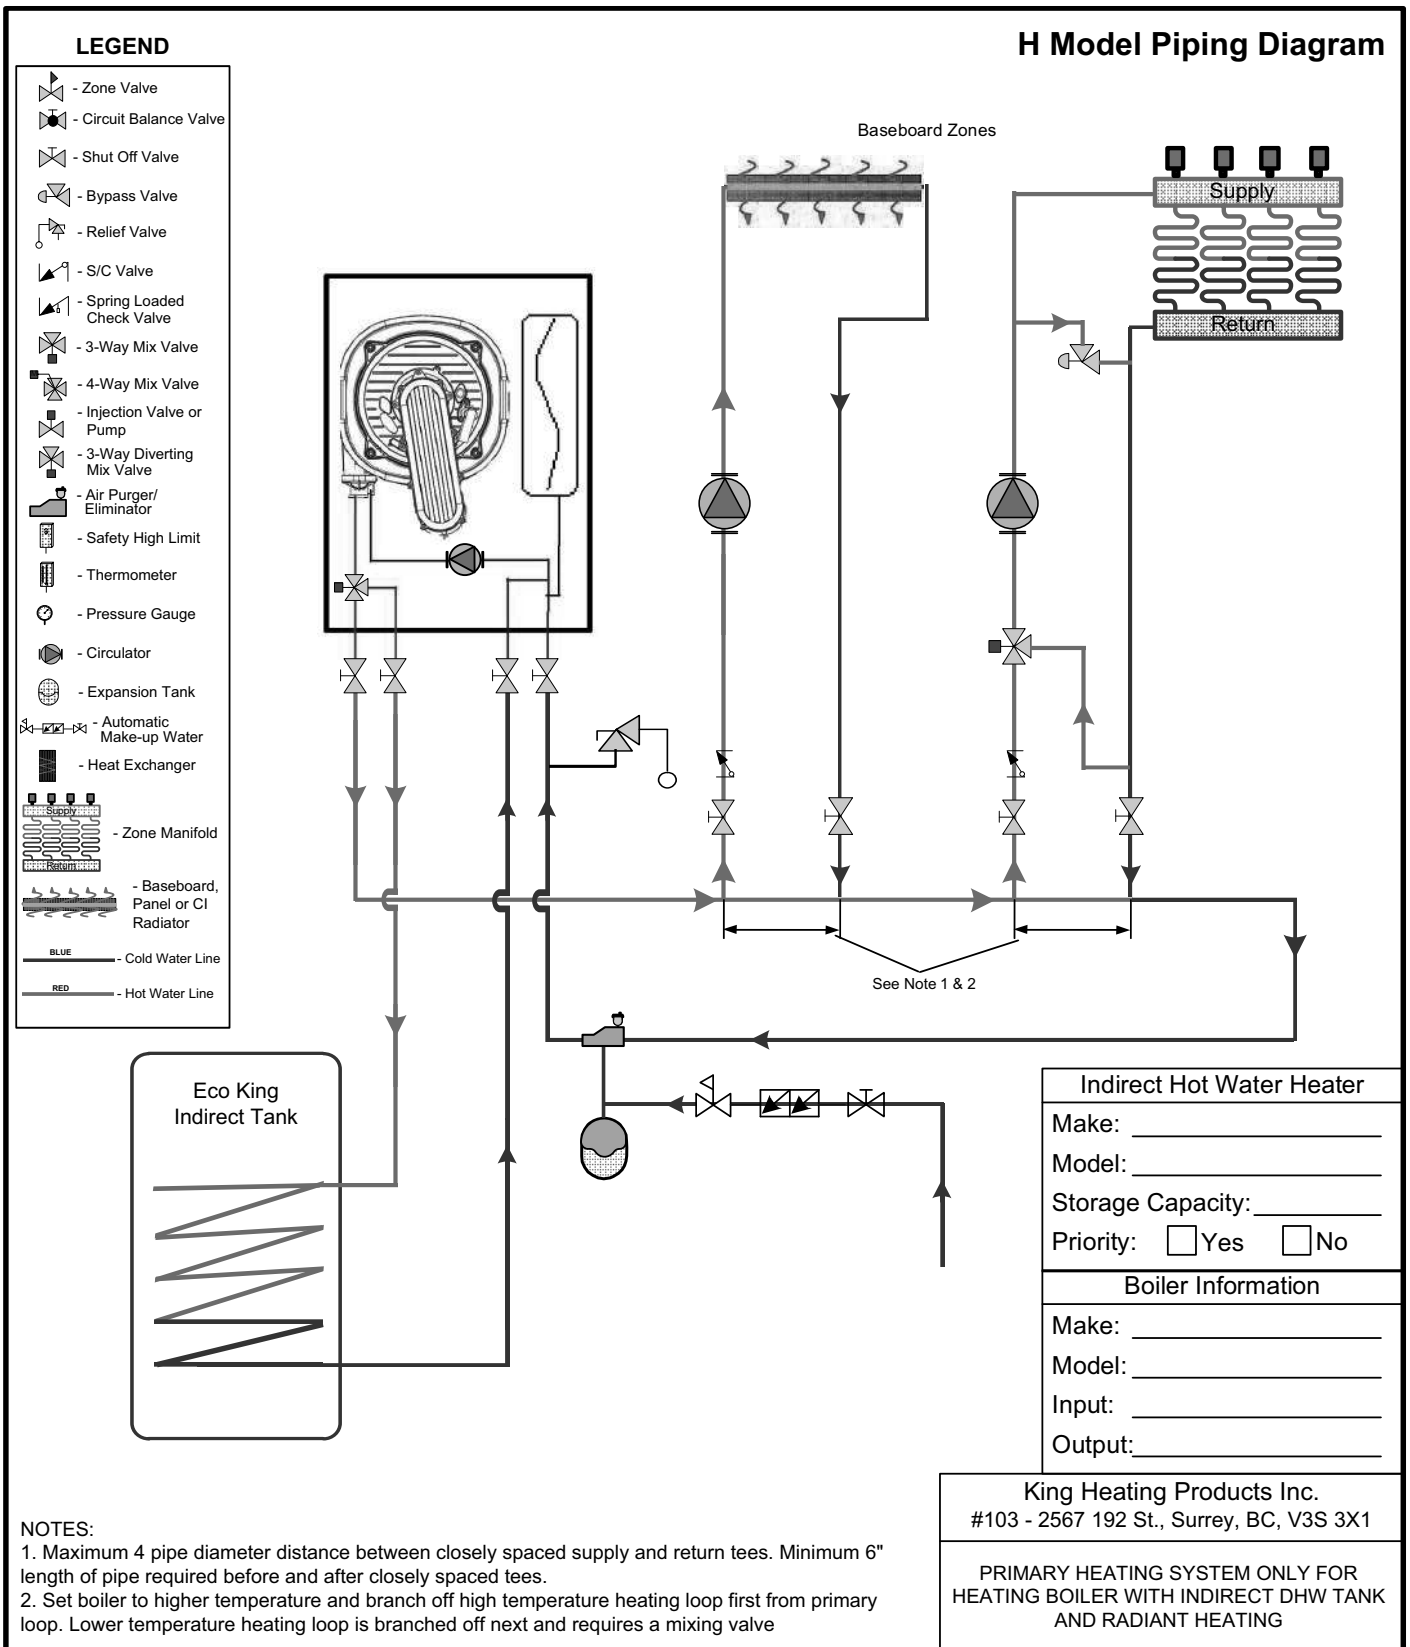 H Model Piping Diagram
LEGEND
- Zone Valve
- Circuit Balance Valve
- Shut Off Valve
- Bypass Valve
- Relief Valve
- S/C Valve
- Spring Loaded
Check Valve
- 3-Way Mix Valve
- 4-Way Mix Valve
- Injection Valve or
Pump
- 3-Way Diverting
Mix Valve
- Air Purger/
Eliminator
- Safety High Limit
- Thermometer
- Pressure Gauge
- Circulator
- Expansion Tank
- Automatic
Make-up Water
- Heat Exchanger
Supply
- Zone Manifold
Return
- Baseboard,
Panel or CI
Radiator
BLUE
- Cold Water Line
RED
- Hot Water Line
Baseboard Zones
Supply
Return
See Note 1 & 2
Eco King
Indirect Tank
Indirect Hot Water Heater
Make:
Model:
Storage Capacity:
Priority: Yes No
Boiler Information
Make:
Model:
Input:
Output:
King Heating Products Inc.
#103 - 2567 192 St., Surrey, BC, V3S 3X1
PRIMARY HEATING SYSTEM ONLY FOR
HEATING BOILER WITH INDIRECT DHW TANK
AND RADIANT HEATING
NOTES:
1. Maximum 4 pipe diameter distance between closely spaced supply and return tees. Minimum 6"
length of pipe required before and after closely spaced tees.
2. Set boiler to higher temperature and branch off high temperature heating loop first from primary
loop. Lower temperature heating loop is branched off next and requires a mixing valve